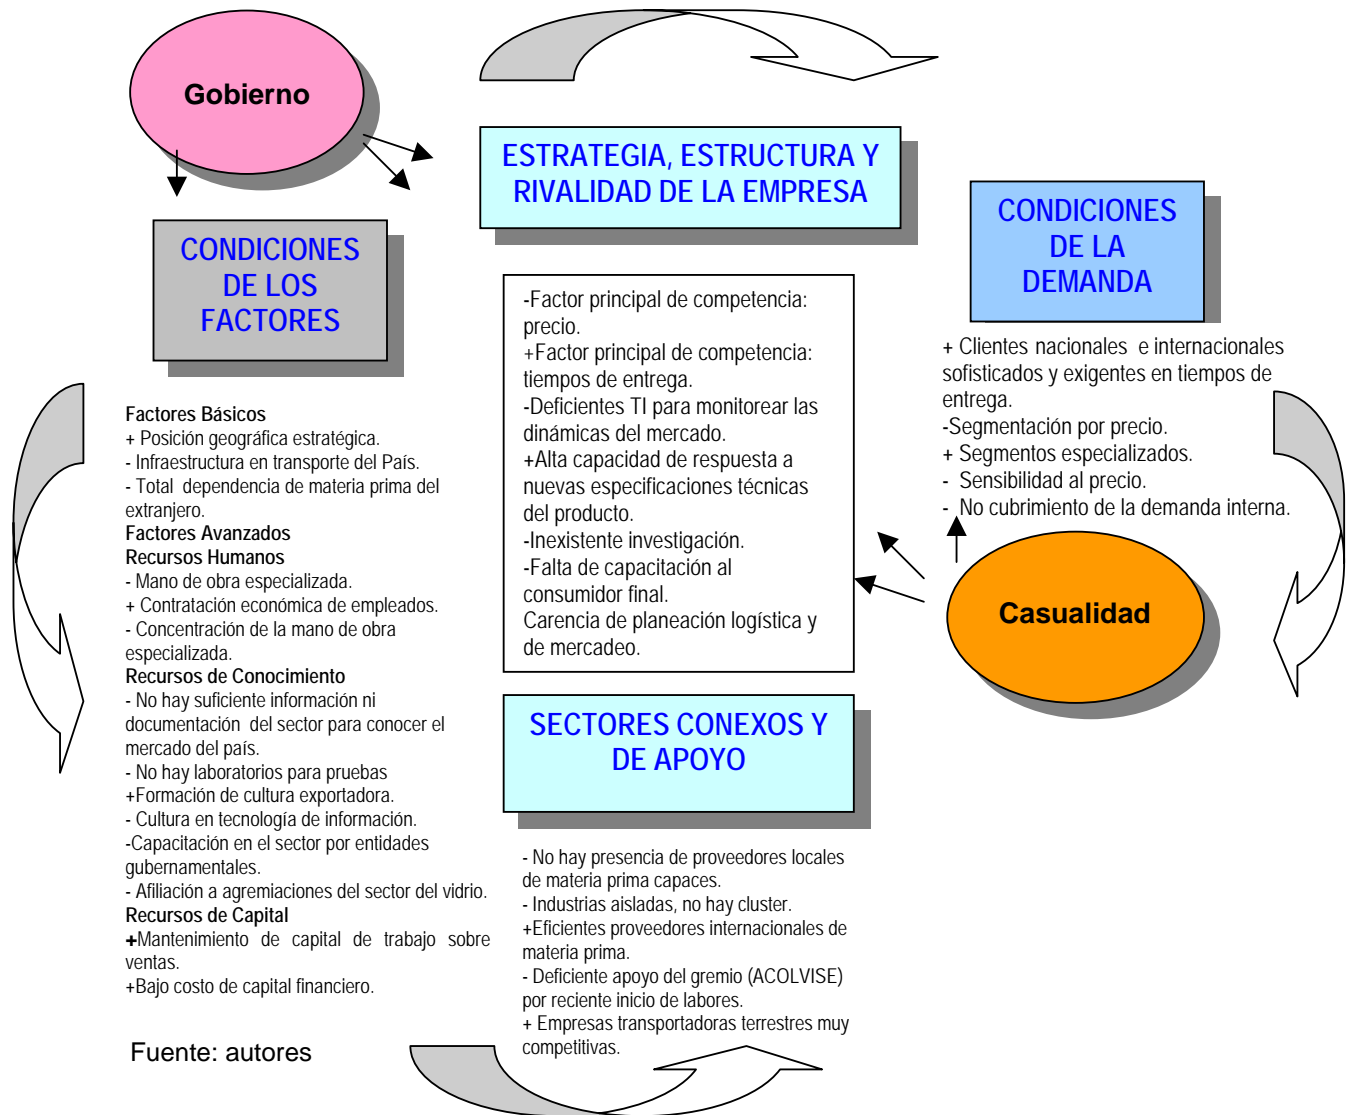 Gobierno
ESTRATEGIA, ESTRUCTURA Y
RIVALIDAD DE LA EMPRESA
CONDICIONES
DE LA
DEMANDA
CONDICIONES
DE LOS
FACTORES
-Factor principal de competencia:
precio.
+Factor principal de competencia:
tiempos de entrega.
-Deficientes TI para monitorear las
dinámicas del mercado.
+Alta capacidad de respuesta a
nuevas especificaciones técnicas
del producto.
-Inexistente investigación.
-Falta de capacitación al
consumidor final.
Carencia de planeación logística y
de mercadeo.
+ Clientes nacionales e internacionales
sofisticados y exigentes en tiempos de
entrega.
-Segmentación por precio.
+ Segmentos especializados.
- Sensibilidad al precio.
- No cubrimiento de la demanda interna.
Casualidad
Factores Básicos
+ Posición geográfica estratégica.
- Infraestructura en transporte del País.
- Total dependencia de materia prima del
extranjero.
Factores Avanzados
Recursos Humanos
- Mano de obra especializada.
+ Contratación económica de empleados.
- Concentración de la mano de obra
especializada.
Recursos de Conocimiento
- No hay suficiente información ni
documentación del sector para conocer el
mercado del país.
- No hay laboratorios para pruebas
+Formación de cultura exportadora.
- Cultura en tecnología de información.
-Capacitación en el sector por entidades
gubernamentales.
- Afiliación a agremiaciones del sector del vidrio.
Recursos de Capital
+Mantenimiento de capital de trabajo sobre
ventas.
+Bajo costo de capital financiero.
SECTORES CONEXOS Y
DE APOYO
- No hay presencia de proveedores locales
de materia prima capaces.
- Industrias aisladas, no hay cluster.
+Eficientes proveedores internacionales de
materia prima.
- Deficiente apoyo del gremio (ACOLVISE)
por reciente inicio de labores.
+ Empresas transportadoras terrestres muy
competitivas.
Fuente: autores